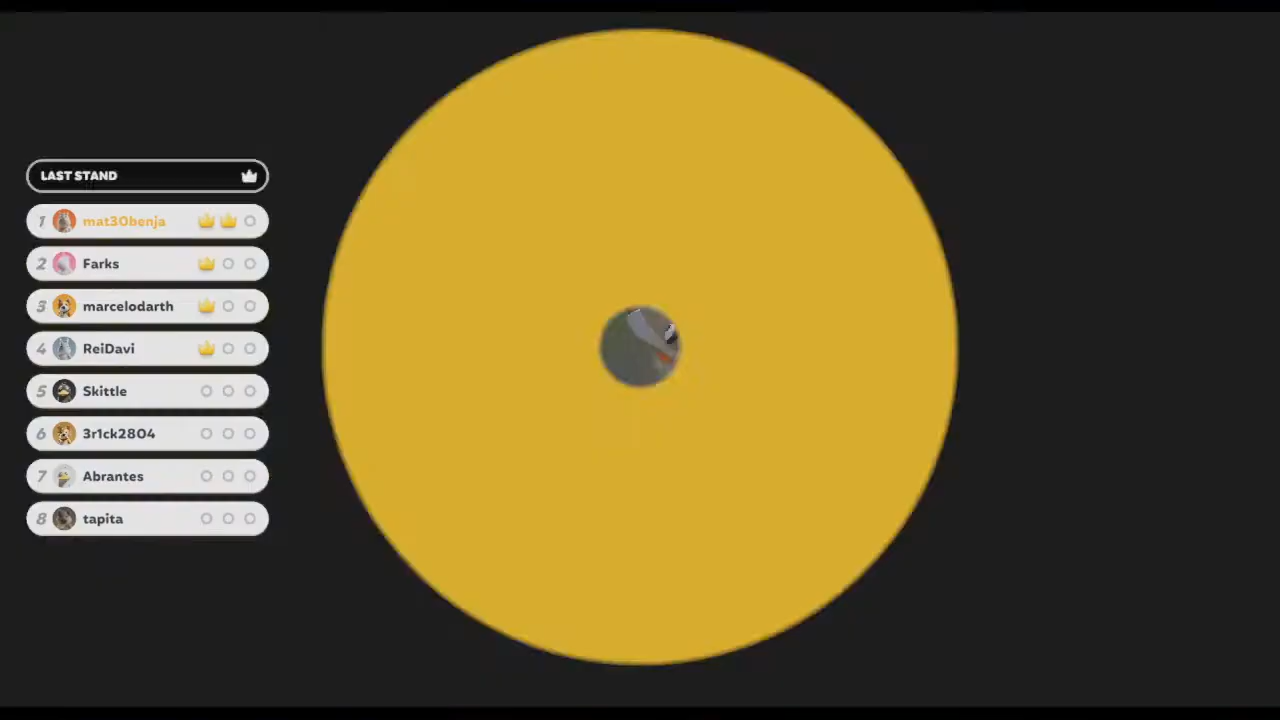 LAST STAND
1 mat30benja
2 Farks
3 marcelodarth
4 ReiDavi
5 Skittle
6 3r1ck2804
7 Abrantes
8 tapita